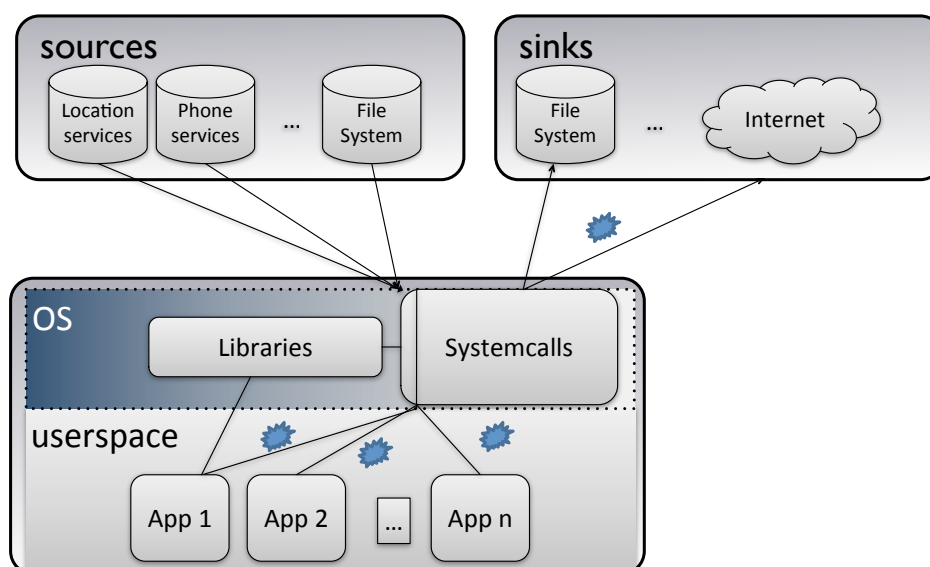 sources
Location
services
Phone
services
...
File
System
sinks
File
System
...
Internet
OS
Libraries
Systemcalls
userspace
App 1
App 2
...
App n